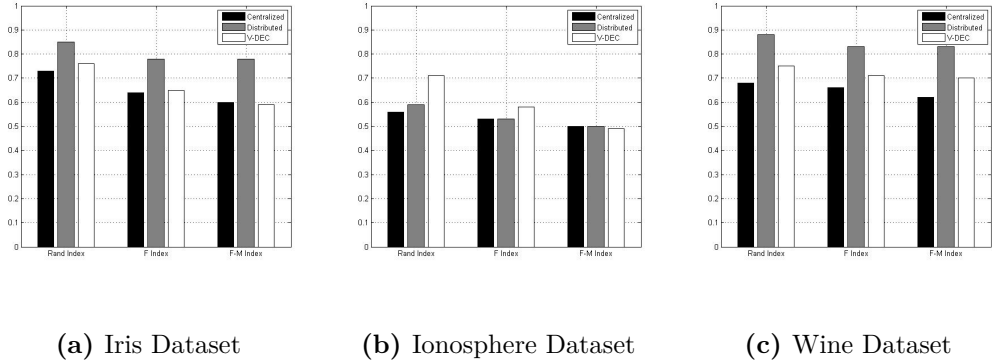 1
0.9
0.8
0.7
0.6
0.5
0.4
0.3
0.2
0.1
0
Centralized
Distributed
V-DEC
Rand Index F Index F-M Index
(a) Iris Dataset
1
0.9
0.8
0.7
0.6
0.5
0.4
0.3
0.2
0.1
0
Centralized
Distributed
V-DEC
Rand Index F Index F-M Index
(b) Ionosphere Dataset
1
0.9
0.8
0.7
0.6
0.5
0.4
0.3
0.2
0.1
0
Centralized
Distributed
V-DEC
Rand Index F Index F-M Index
(c) Wine Dataset